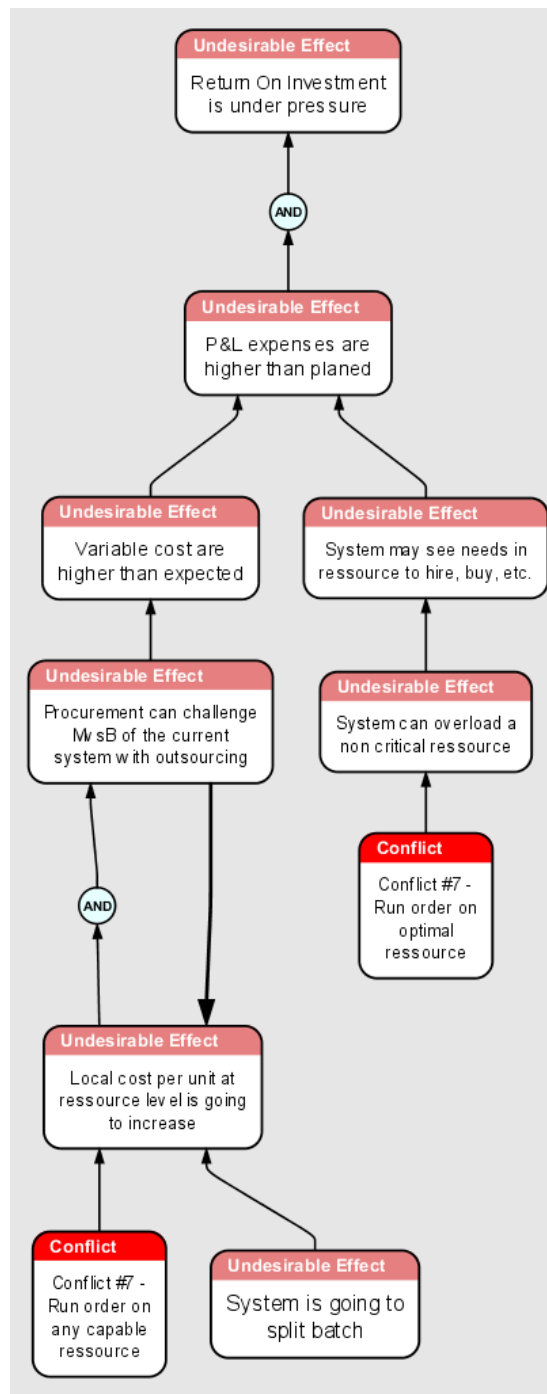 Undesirable Effect
Return On Investment
is under pressure
AND
Undesirable Effect
P&L expenses are
higher than planed
Undesirable Effect
Variable cost are
higher than expected
Undesirable Effect
System may see needs in
ressource to hire, buy, etc.
Undesirable Effect
Procurement can challenge
MvsB of the current
system with outsourcing
Undesirable Effect
System can overload a
non critical ressource
Conflict
Conflict #7 -
Run order on
optimal
ressource
AND
Undesirable Effect
Local cost per unit at
ressource level is going
to increase
Conflict
Conflict #7 -
Run order on
any capable
ressource
Undesirable Effect
System is going to
split batch